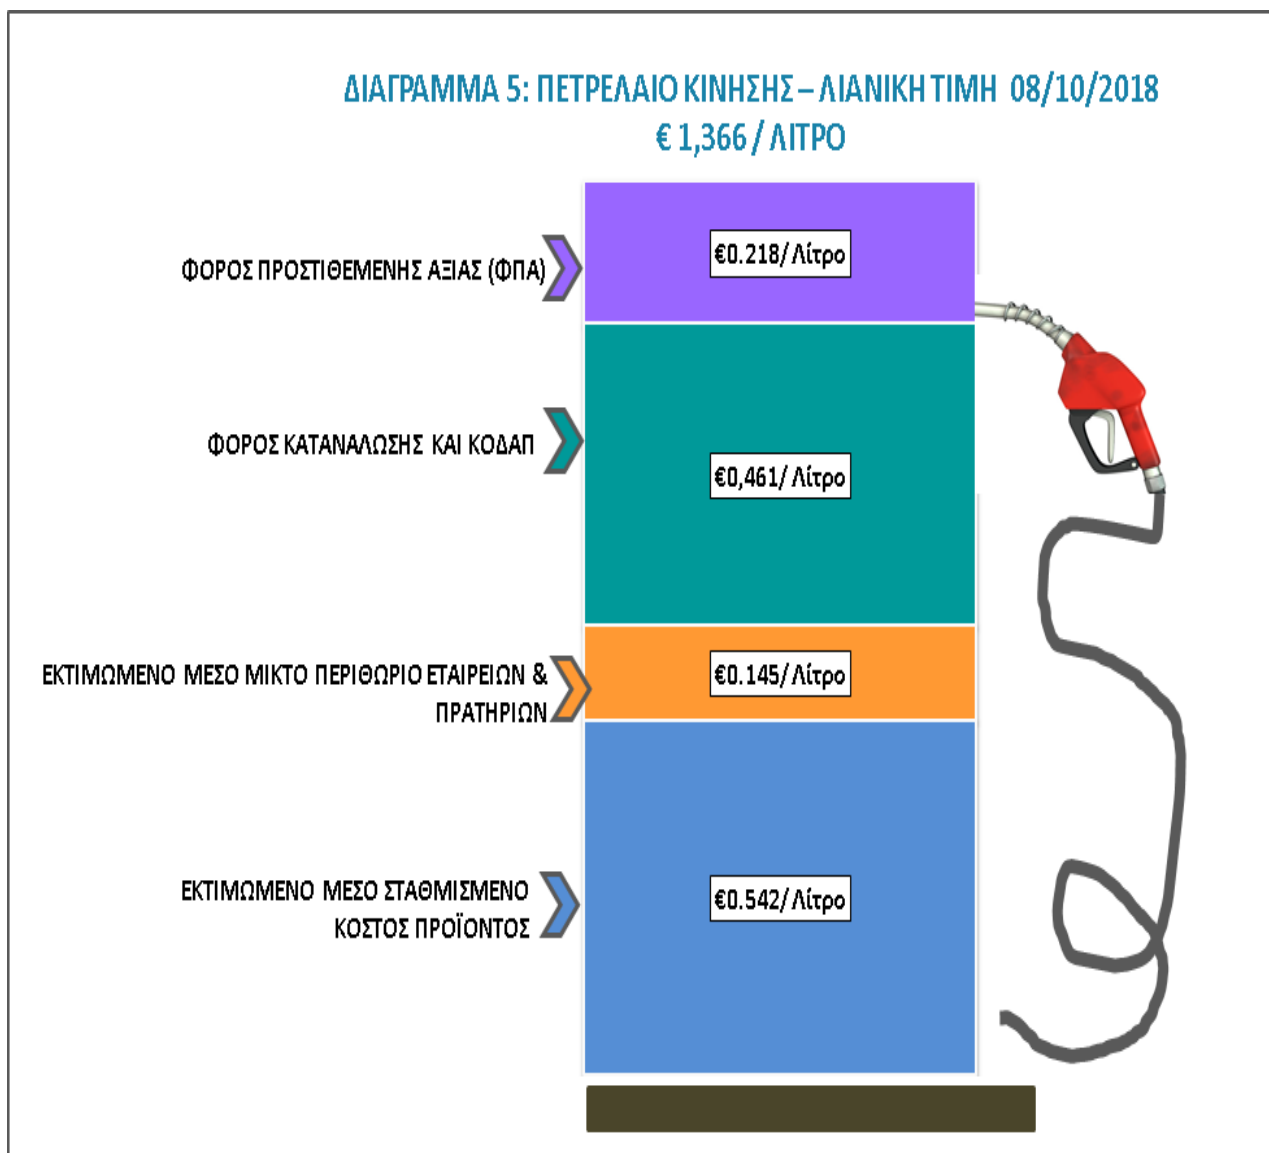 ΔΙΑΓΡΑΜΜΑ 5: ΠΕΤΡΕΛΑΙΟ ΚΙΝΗΣΗΣ – ΛΙΑΝΙΚΗ ΤΙΜΗ 08/10/2018
€ 1,366 / ΛΙΤΡΟ
ΦΟΡΟΣ ΠΡΟΣΤΙΘΕΜΕΝΗΣ ΑΞΙΑΣ (ΦΠΑ)
€0.218/ Λίτρο
ΦΟΡΟΣ ΚΑΤΑΝΑΛΩΣΗΣ ΚΑΙ ΚΟΔΑΠ
€0,461/ Λίτρο
ΕΚΤΙΜΩΜΕΝΟ ΜΕΣΟ ΜΙΚΤΟ ΠΕΡΙΘΩΡΙΟ ΕΤΑΙΡΕΙΩΝ &
ΠΡΑΤΗΡΙΩΝ
€0.145/ Λίτρο
ΕΚΤΙΜΩΜΕΝΟ ΜΕΣΟ ΣΤΑΘΜΙΣΜΕΝΟ
ΚΟΣΤΟΣ ΠΡΟΪΟΝΤΟΣ
€0.542/ Λίτρο